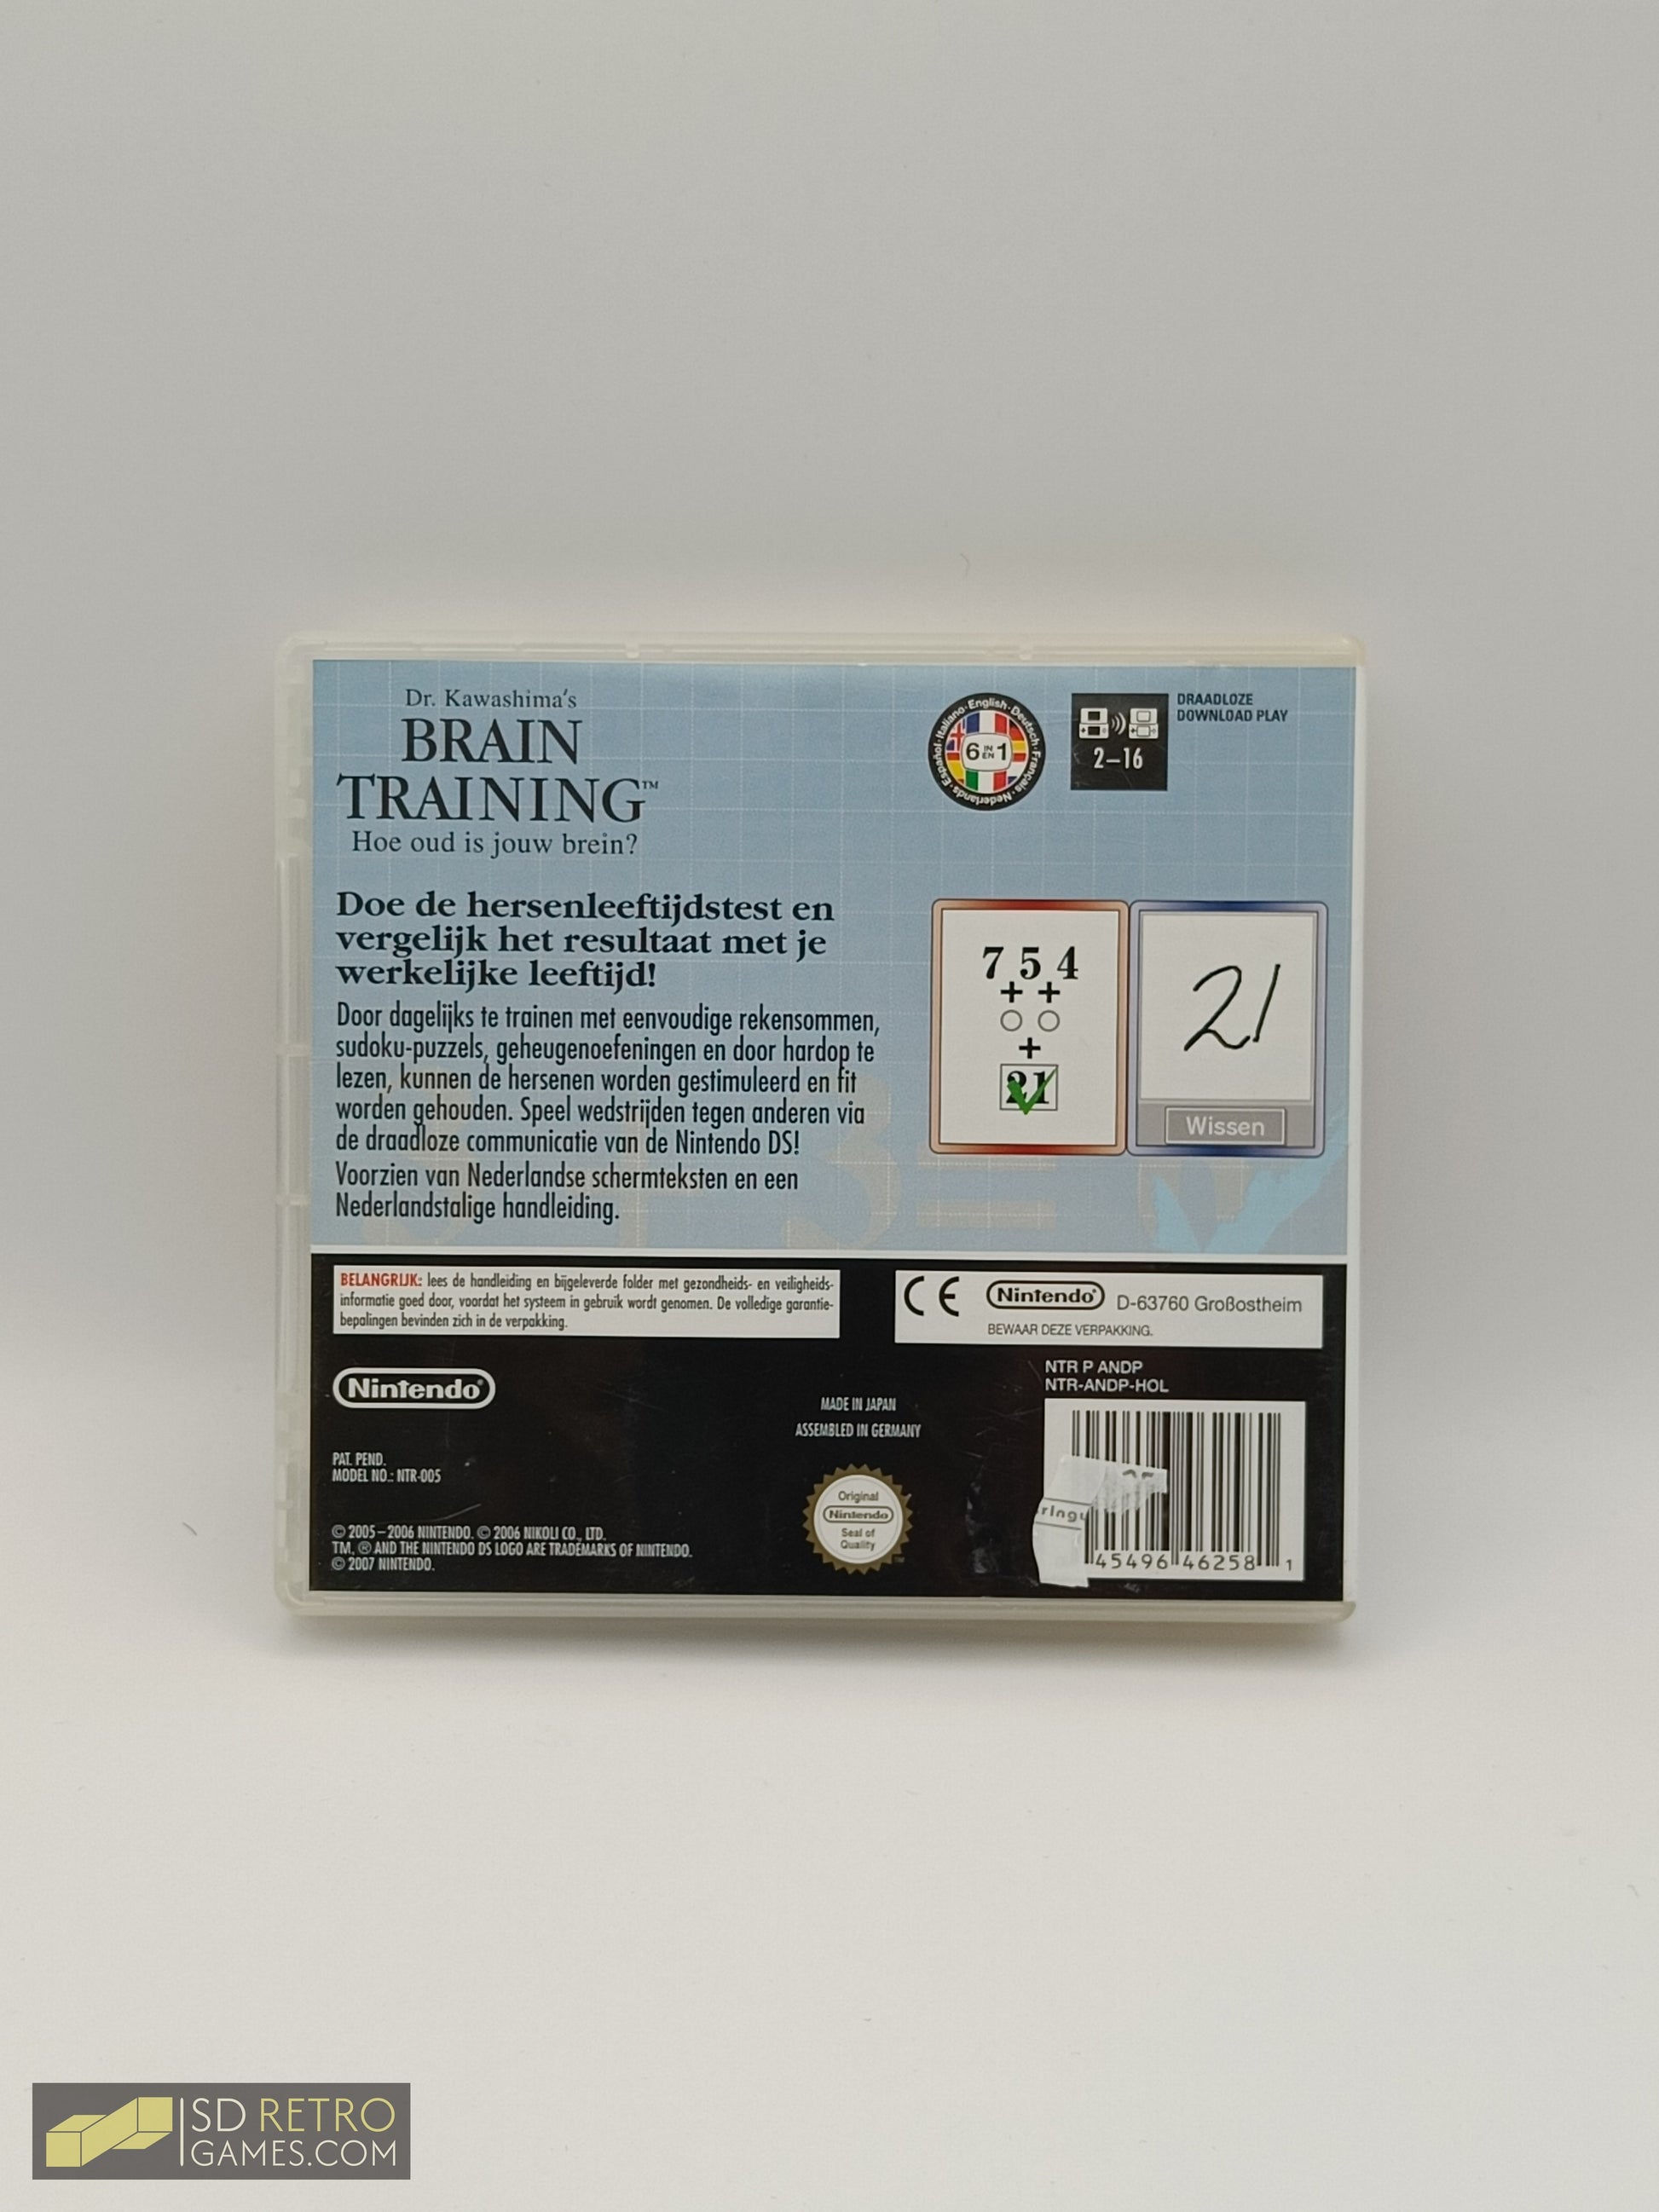 Dr. Kawashima's
BRAIN
TRAINING™
Hoe oud is jouw brein?
English · Deutsch · Français · Nederlands · Español · Italiano ·
6 IN EN 1
2–16
DRAADLOZE
DOWNLOAD PLAY
Doe de hersenleeftijdstest en
vergelijk het resultaat met je
werkelijke leeftijd!
Door dagelijks te trainen met eenvoudige rekensommen,
sudoku-puzzels, geheugenoefeningen en door hardop te
lezen, kunnen de hersenen worden gestimuleerd en fit
worden gehouden. Speel wedstrijden tegen anderen via
de draadloze communicatie van de Nintendo DS!
Voorzien van Nederlandse schermteksten en een
Nederlandstalige handleiding.
7 5 4
+ +
+
21
21
Wissen
BELANGRIJK: lees de handleiding en bijgeleverde folder met gezondheids- en veiligheids-
informatie goed door, voordat het systeem in gebruik wordt genomen. De volledige garantie-
bepalingen bevinden zich in de verpakking.
CE Nintendo® D-63760 Großostheim
BEWAAR DEZE VERPAKKING.
Nintendo®
MADE IN JAPAN
ASSEMBLED IN GERMANY
NTR P ANDP
NTR-ANDP-HOL
PAT. PEND.
MODEL NO.: NTR-005
Original
Nintendo
Seal of
Quality
TM
45496 46258 1
© 2005–2006 NINTENDO. © 2006 NIKOLI CO., LTD.
TM, ® AND THE NINTENDO DS LOGO ARE TRADEMARKS OF NINTENDO.
© 2007 NINTENDO.
SD RETRO
GAMES.COM